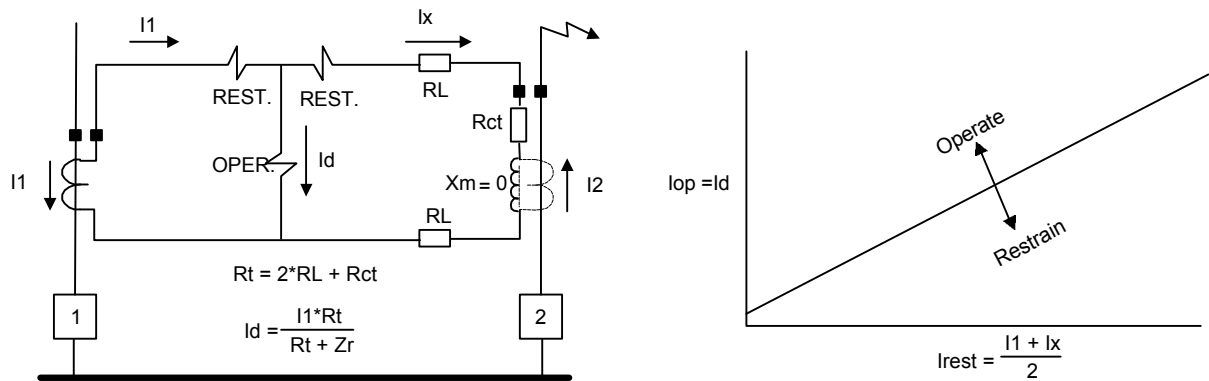 I1
Ix
REST.
REST.
RL
Rct
I1
OPER.
Id
Xm = 0
I2
RL
Rt = 2*RL + Rct
1
2
Id = I1*Rt
Rt + Zr
Operate
Iop =Id
Restrain
Irest = I1 + Ix
2